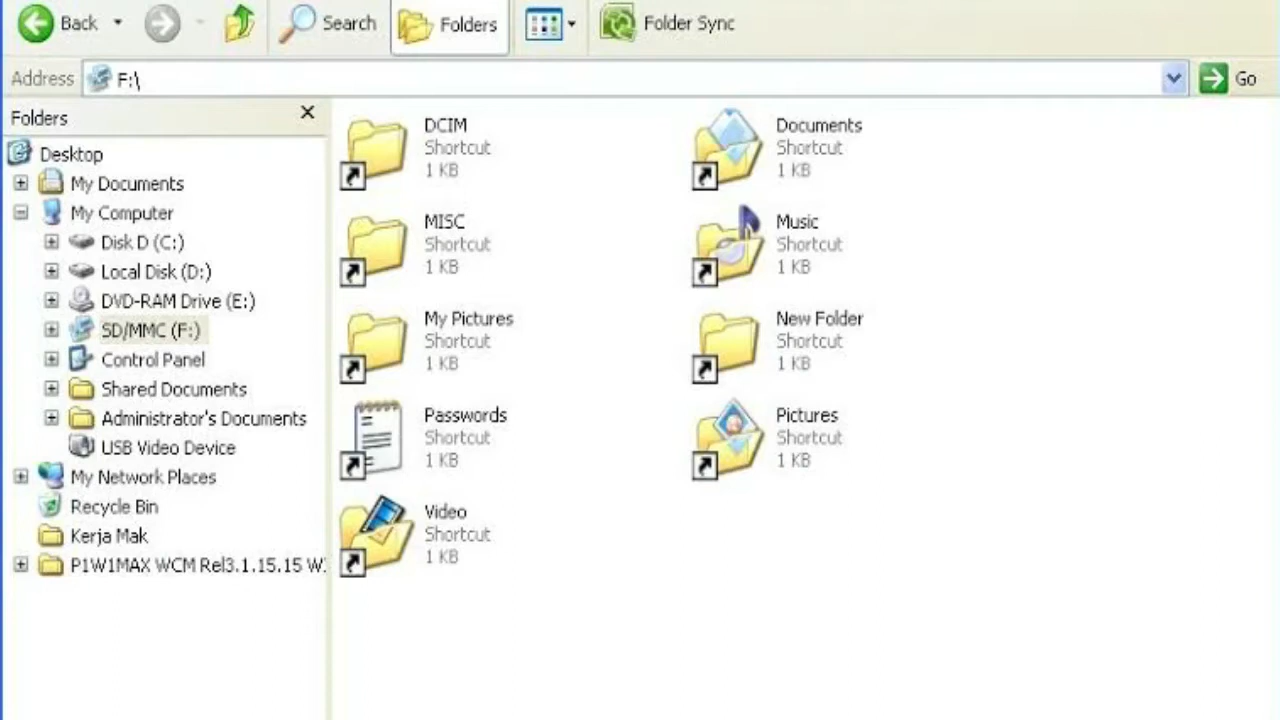 Back Search Folders Folder Sync
Address F:\ Go
Folders
Desktop
My Documents
My Computer
Disk D (C:)
Local Disk (D:)
DVD-RAM Drive (E:)
SD/MMC (F:)
Control Panel
Shared Documents
Administrator's Documents
USB Video Device
My Network Places
Recycle Bin
Kerja Mak
P1W1MAX WCM Rel3.1.15.15 W
DCIM
Shortcut
1 KB
Documents
Shortcut
1 KB
MISC
Shortcut
1 KB
Music
Shortcut
1 KB
My Pictures
Shortcut
1 KB
New Folder
Shortcut
1 KB
Passwords
Shortcut
1 KB
Pictures
Shortcut
1 KB
Video
Shortcut
1 KB